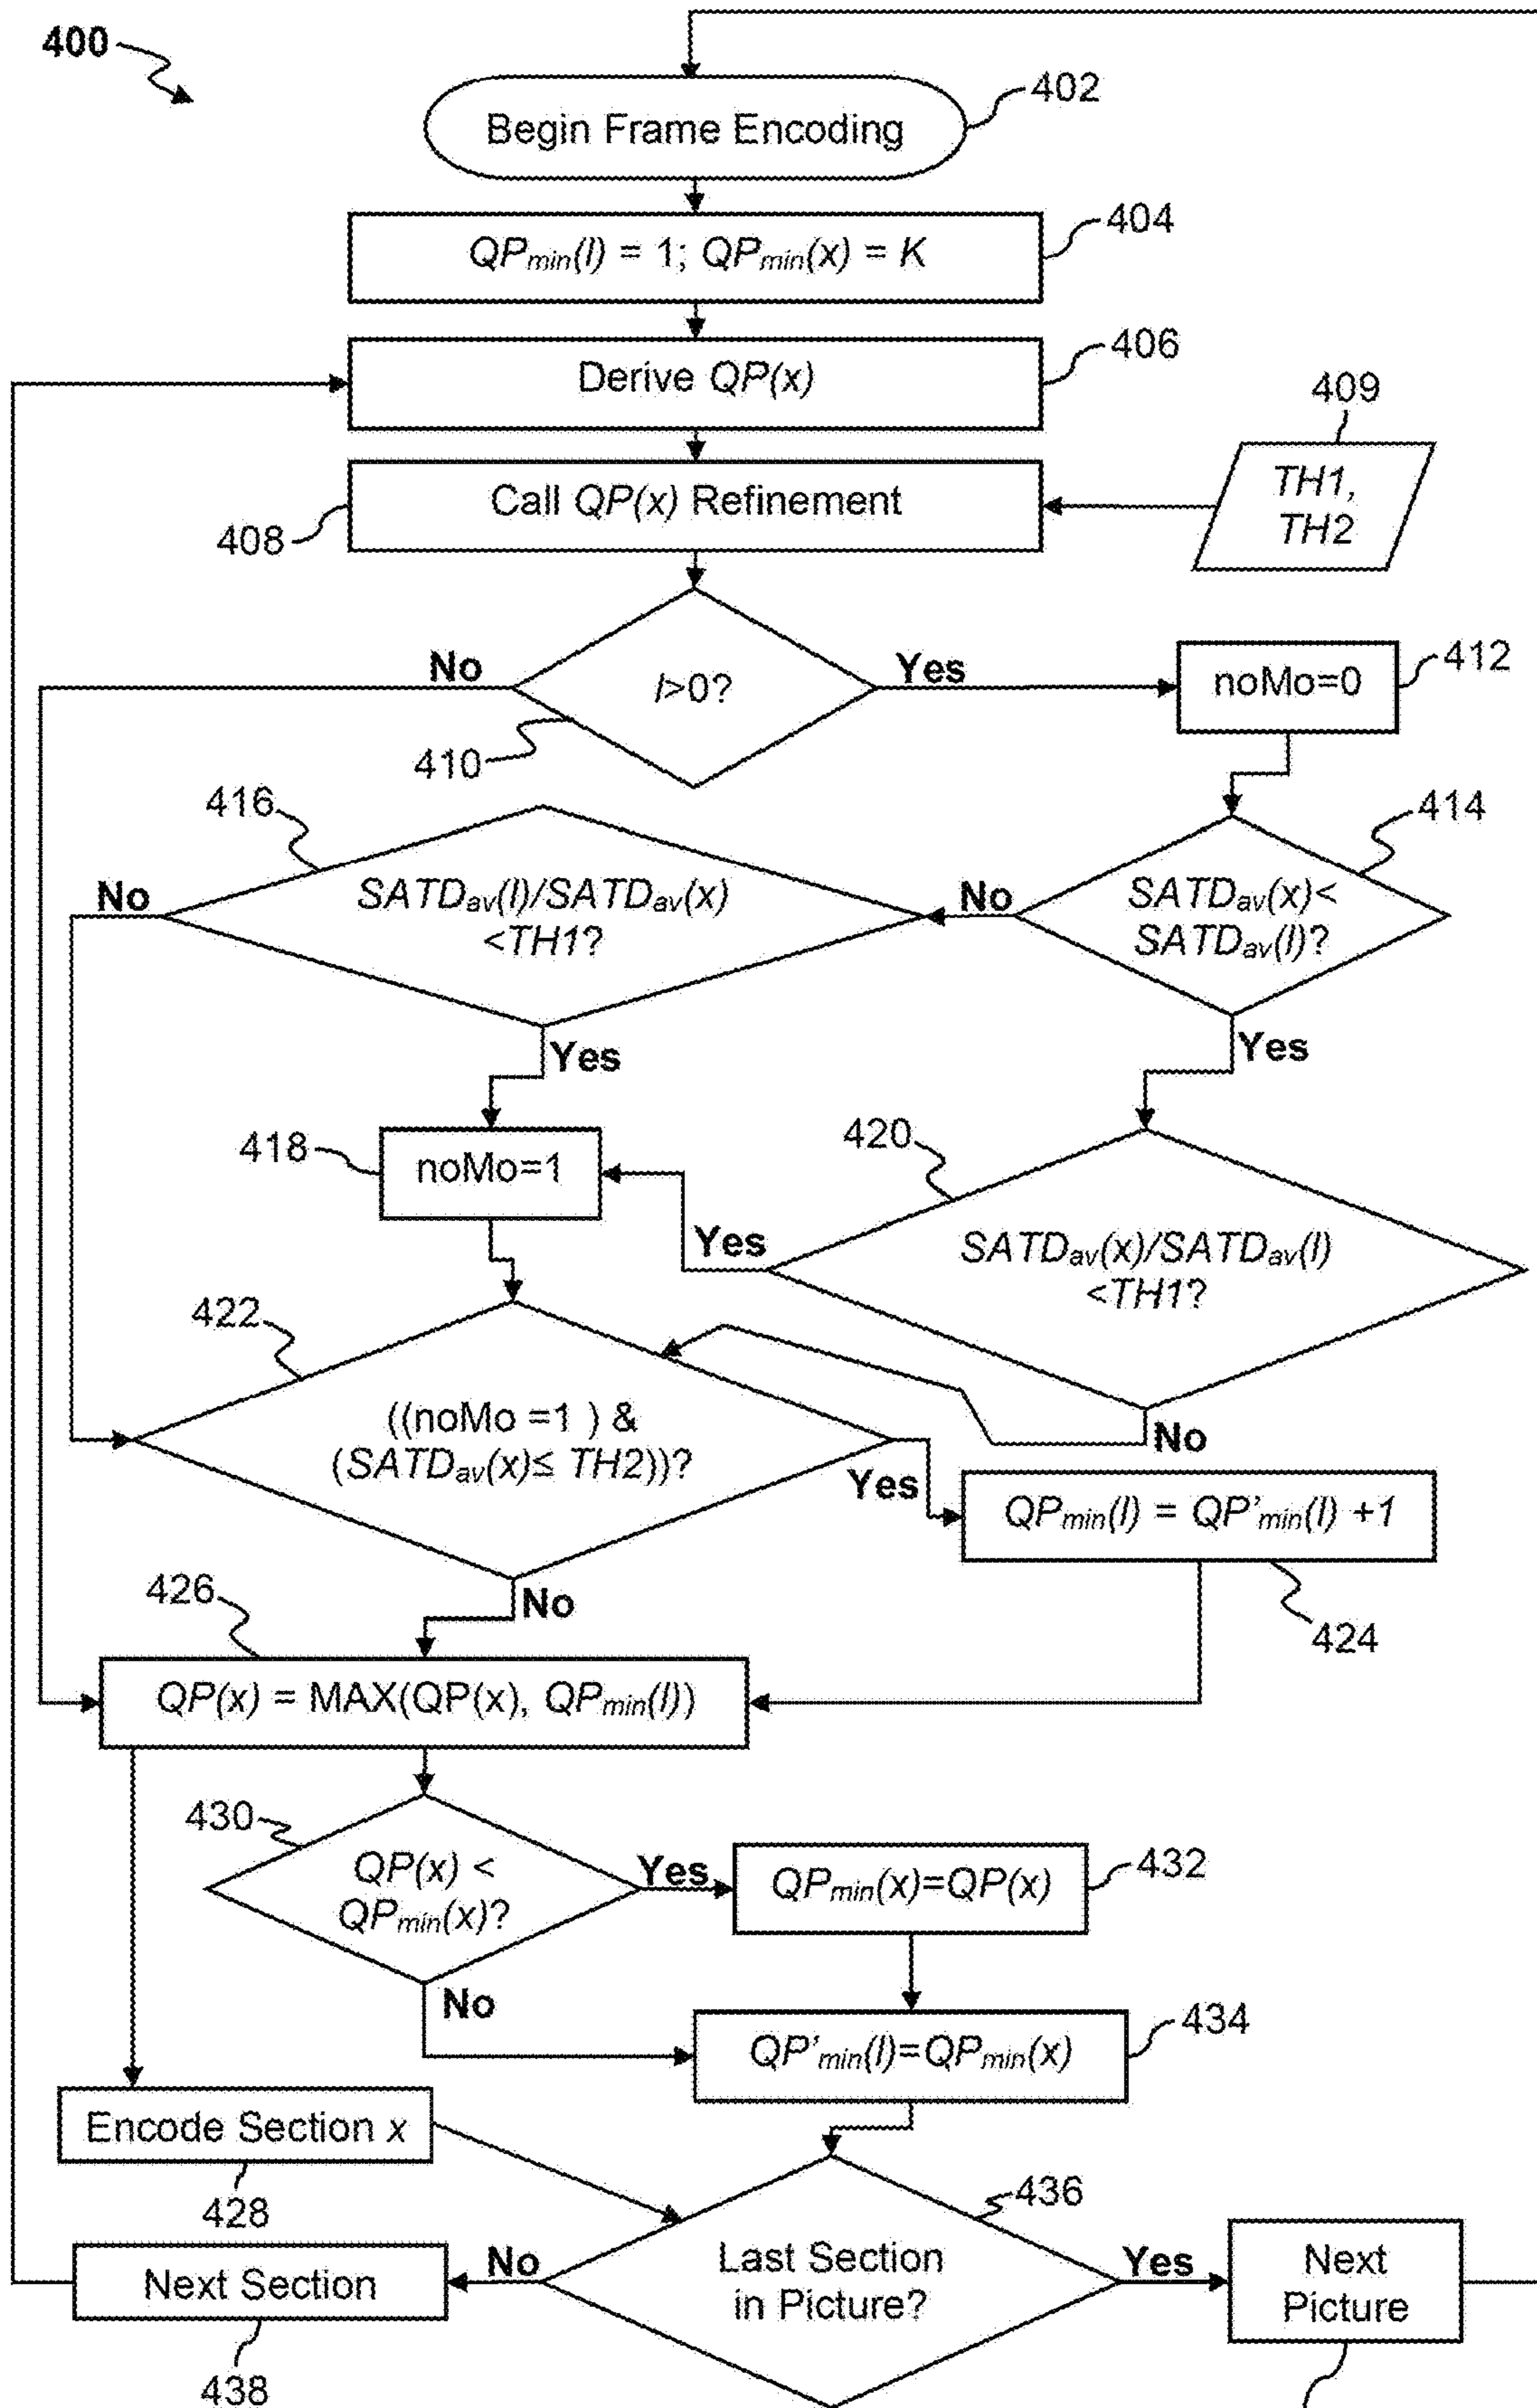 400
402
Begin Frame Encoding
404
QPmin(l) = 1; QPmin(x) = K
406
Derive QP(x)
409
TH1,
TH2
Call QP(x) Refinement
408
No
l>0?
Yes
noMo=0
412
410
416
414
No
SATDav(l)/SATDav(x)
<TH1?
No
SATDav(x)<
SATDav(l)?
Yes
Yes
418
noMo=1
420
Yes
SATDav(x)/SATDav(l)
<TH1?
422
((noMo =1 ) &
(SATDav(x)≤ TH2))?
No
Yes
QPmin(l) = QP'min(l) +1
426
No
424
QP(x) = MAX(QP(x), QPmin(l))
430
QP(x) <
QPmin(x)?
Yes
QPmin(x)=QP(x)
432
No
QP'min(l)=QPmin(x)
434
Encode Section x
428
436
Next Section
No
Last Section
in Picture?
Yes
Next
Picture
438